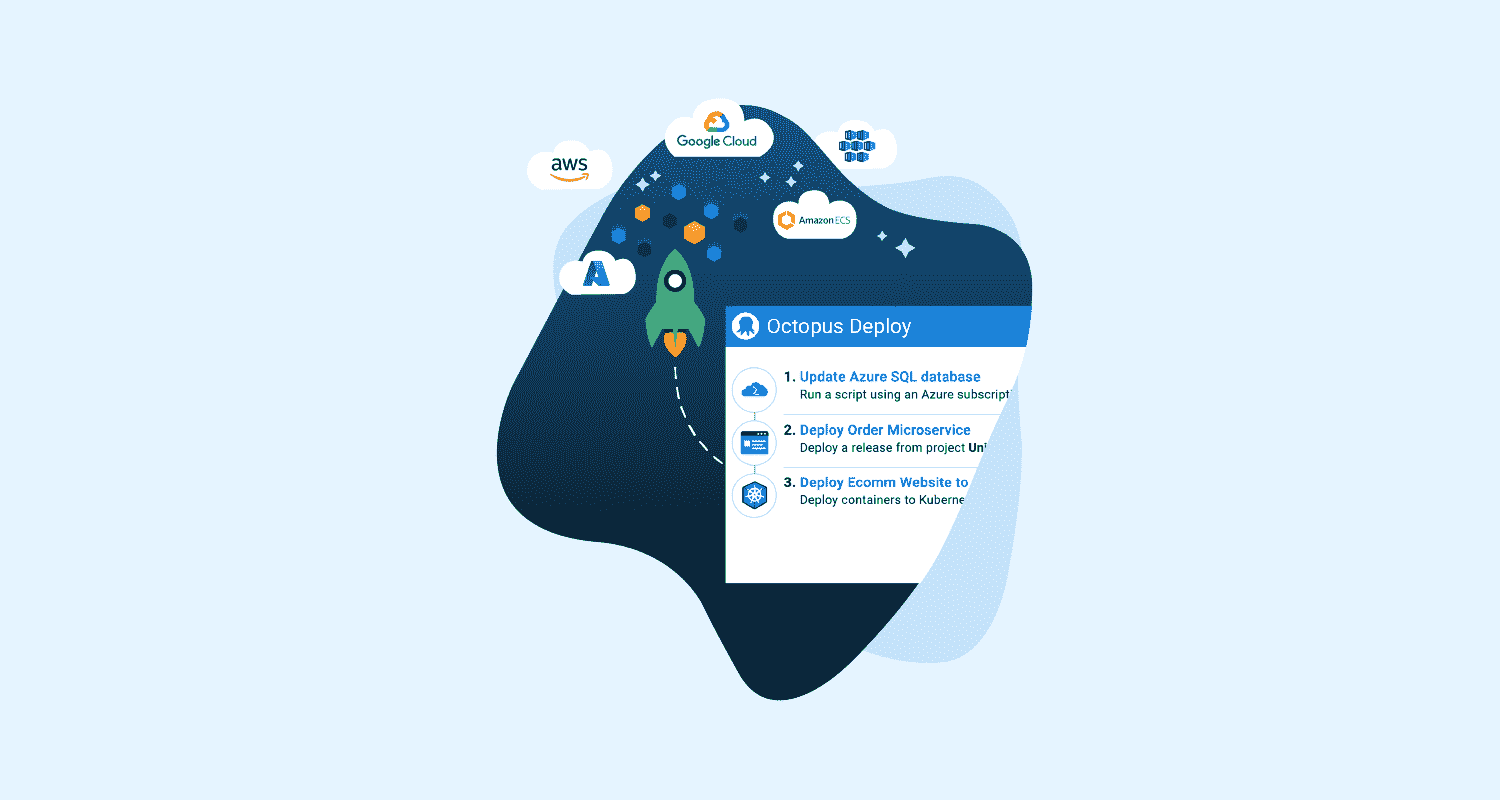 Google Cloud
aws
Amazon ECS
Octopus Deploy
1. Update Azure SQL database
Run a script using an Azure subscripti
2. Deploy Order Microservice
Deploy a release from project Uni
3. Deploy Ecomm Website to
Deploy containers to Kuberne